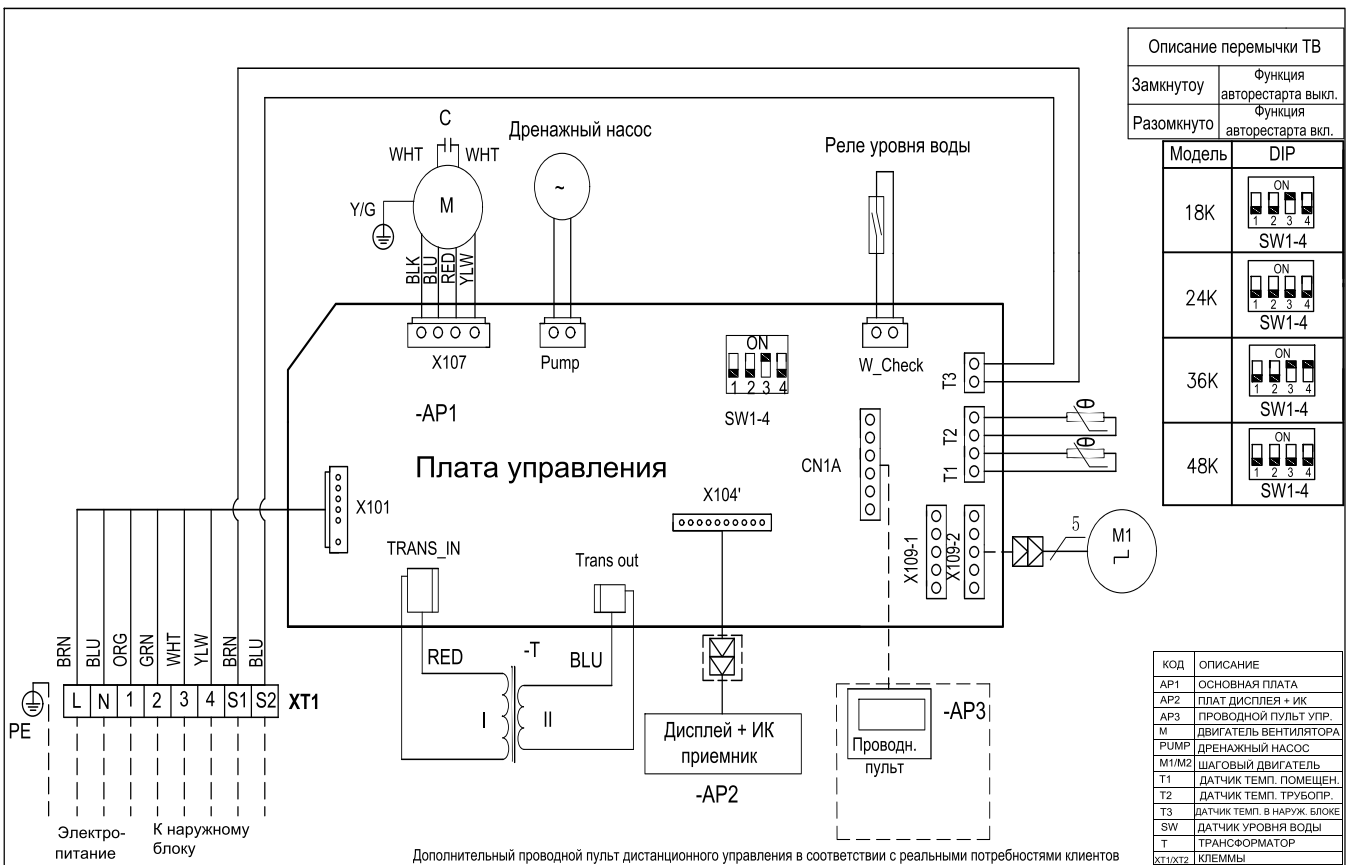 Описание перемычки ТВ
Замкнутоу
Функция
авторестарта выкл.
Разомкнуто
Функция
авторестарта вкл.
Модель DIP
18K
ON
1 2 3 4
SW1-4
24K
ON
1 2 3 4
SW1-4
36K
ON
1 2 3 4
SW1-4
48K
ON
1 2 3 4
SW1-4
C
WHT WHT
Y/G
M
BLK
BLU
RED
YLW
Дренажный насос
~
Реле уровня воды
X107
Pump
ON
1 2 3 4
SW1-4
W_Check
T3
T2
T1
θ
θ
-AP1
Плата управления
CN1A
X101
X104'
TRANS_IN
Trans out
X109-1
X109-2
5
M1
RED
-T
BLU
I
II
BRN
BLU
ORG
GRN
WHT
YLW
BRN
BLU
L N 1 2 3 4 S1 S2 XT1
PE
Электро-
питание
К наружному
блоку
Дисплей + ИК
приемник
-AP2
Проводн.
пульт
-AP3
КОД ОПИСАНИЕ
AP1 ОСНОВНАЯ ПЛАТА
AP2 ПЛАТ ДИСПЛЕЯ + ИК
AP3 ПРОВОДНОЙ ПУЛЬТ УПР.
M ДВИГАТЕЛЬ ВЕНТИЛЯТОРА
PUMP ДРЕНАЖНЫЙ НАСОС
M1/M2 ШАГОВЫЙ ДВИГАТЕЛЬ
T1 ДАТЧИК ТЕМП. ПОМЕЩЕН.
T2 ДАТЧИК ТЕМП. ТРУБОПР.
T3 ДАТЧИК ТЕМП. В НАРУЖ. БЛОКЕ
SW ДАТЧИК УРОВНЯ ВОДЫ
T ТРАНСФОРМАТОР
XT1/XT2 КЛЕММЫ
Дополнительный проводной пульт дистанционного управления в соответствии с реальными потребностями клиентов